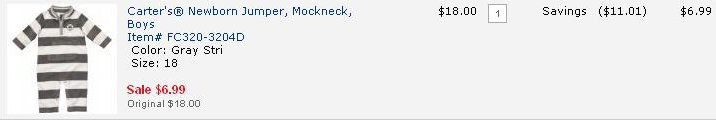 Carter's® Newborn Jumper, Mockneck, $18.00 1 Savings ($11.01) $6.99
Boys
Item# FC320-3204D
Color: Gray Stri
Size: 18
Sale $6.99
Original $18.00